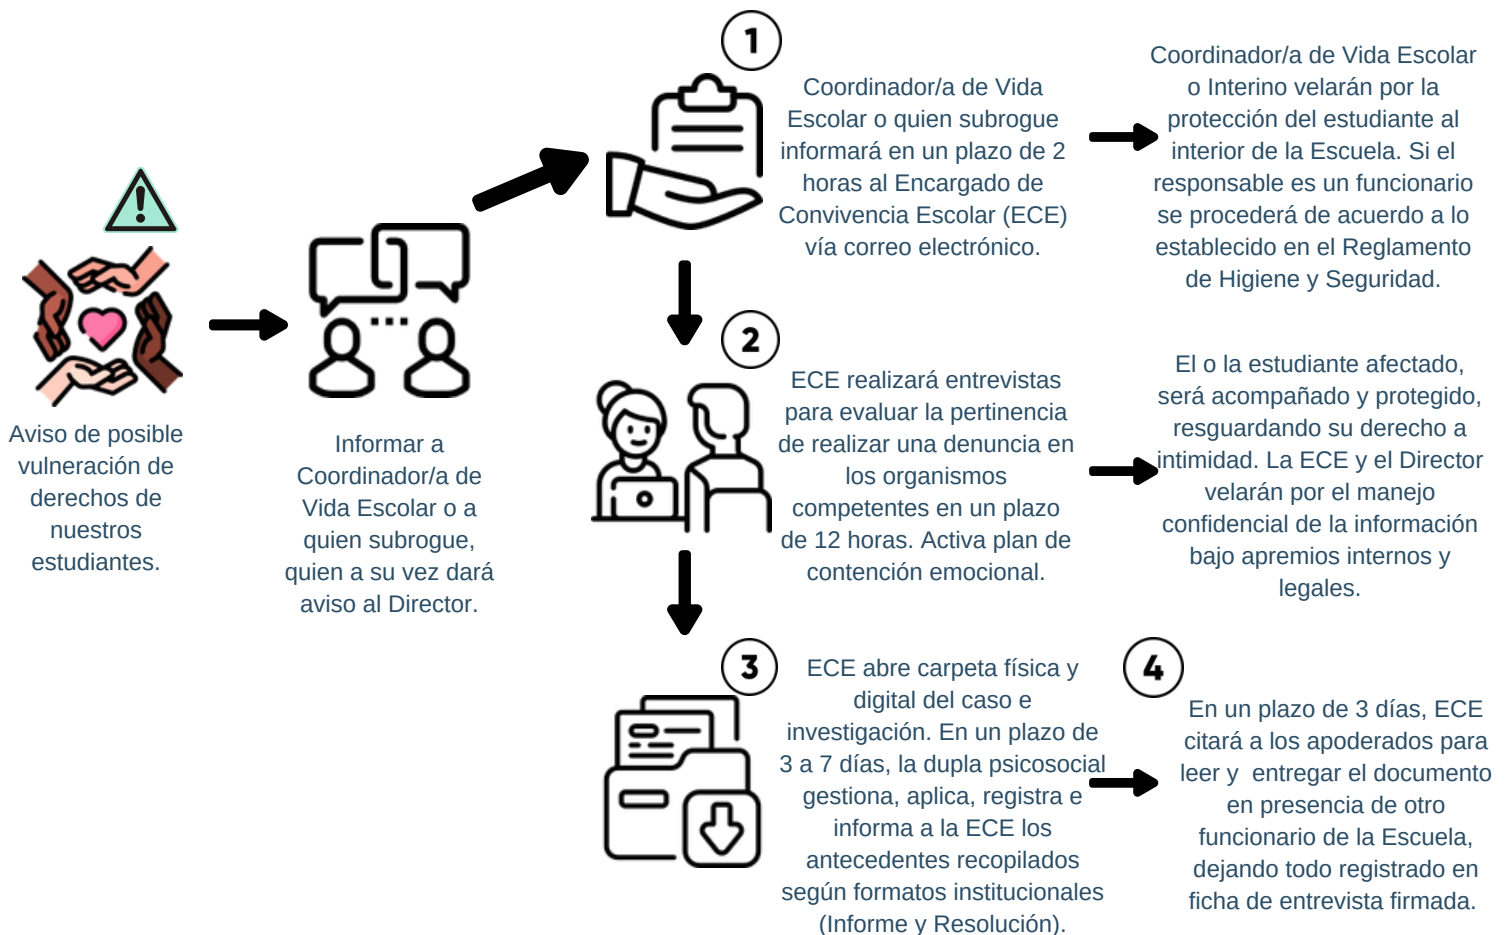 Aviso de posible
vulneración de
derechos de
nuestros
estudiantes.
Informar a
Coordinador/a de
Vida Escolar o a
quien subrogue,
quien a su vez dará
aviso al Director.
1
Coordinador/a de Vida
Escolar o quien subrogue
informará en un plazo de 2
horas al Encargado de
Convivencia Escolar (ECE)
vía correo electrónico.
Coordinador/a de Vida Escolar
o Interino velarán por la
protección del estudiante al
interior de la Escuela. Si el
responsable es un funcionario
se procederá de acuerdo a lo
establecido en el Reglamento
de Higiene y Seguridad.
2
ECE realizará entrevistas
para evaluar la pertinencia
de realizar una denuncia en
los organismos
competentes en un plazo
de 12 horas. Activa plan de
contención emocional.
El o la estudiante afectado,
será acompañado y protegido,
resguardando su derecho a
intimidad. La ECE y el Director
velarán por el manejo
confidencial de la información
bajo apremios internos y
legales.
3
ECE abre carpeta física y
digital del caso e
investigación. En un plazo de
3 a 7 días, la dupla psicosocial
gestiona, aplica, registra e
informa a la ECE los
antecedentes recopilados
según formatos institucionales
(Informe y Resolución).
4
En un plazo de 3 días, ECE
citará a los apoderados para
leer y  entregar el documento
en presencia de otro
funcionario de la Escuela,
dejando todo registrado en
ficha de entrevista firmada.